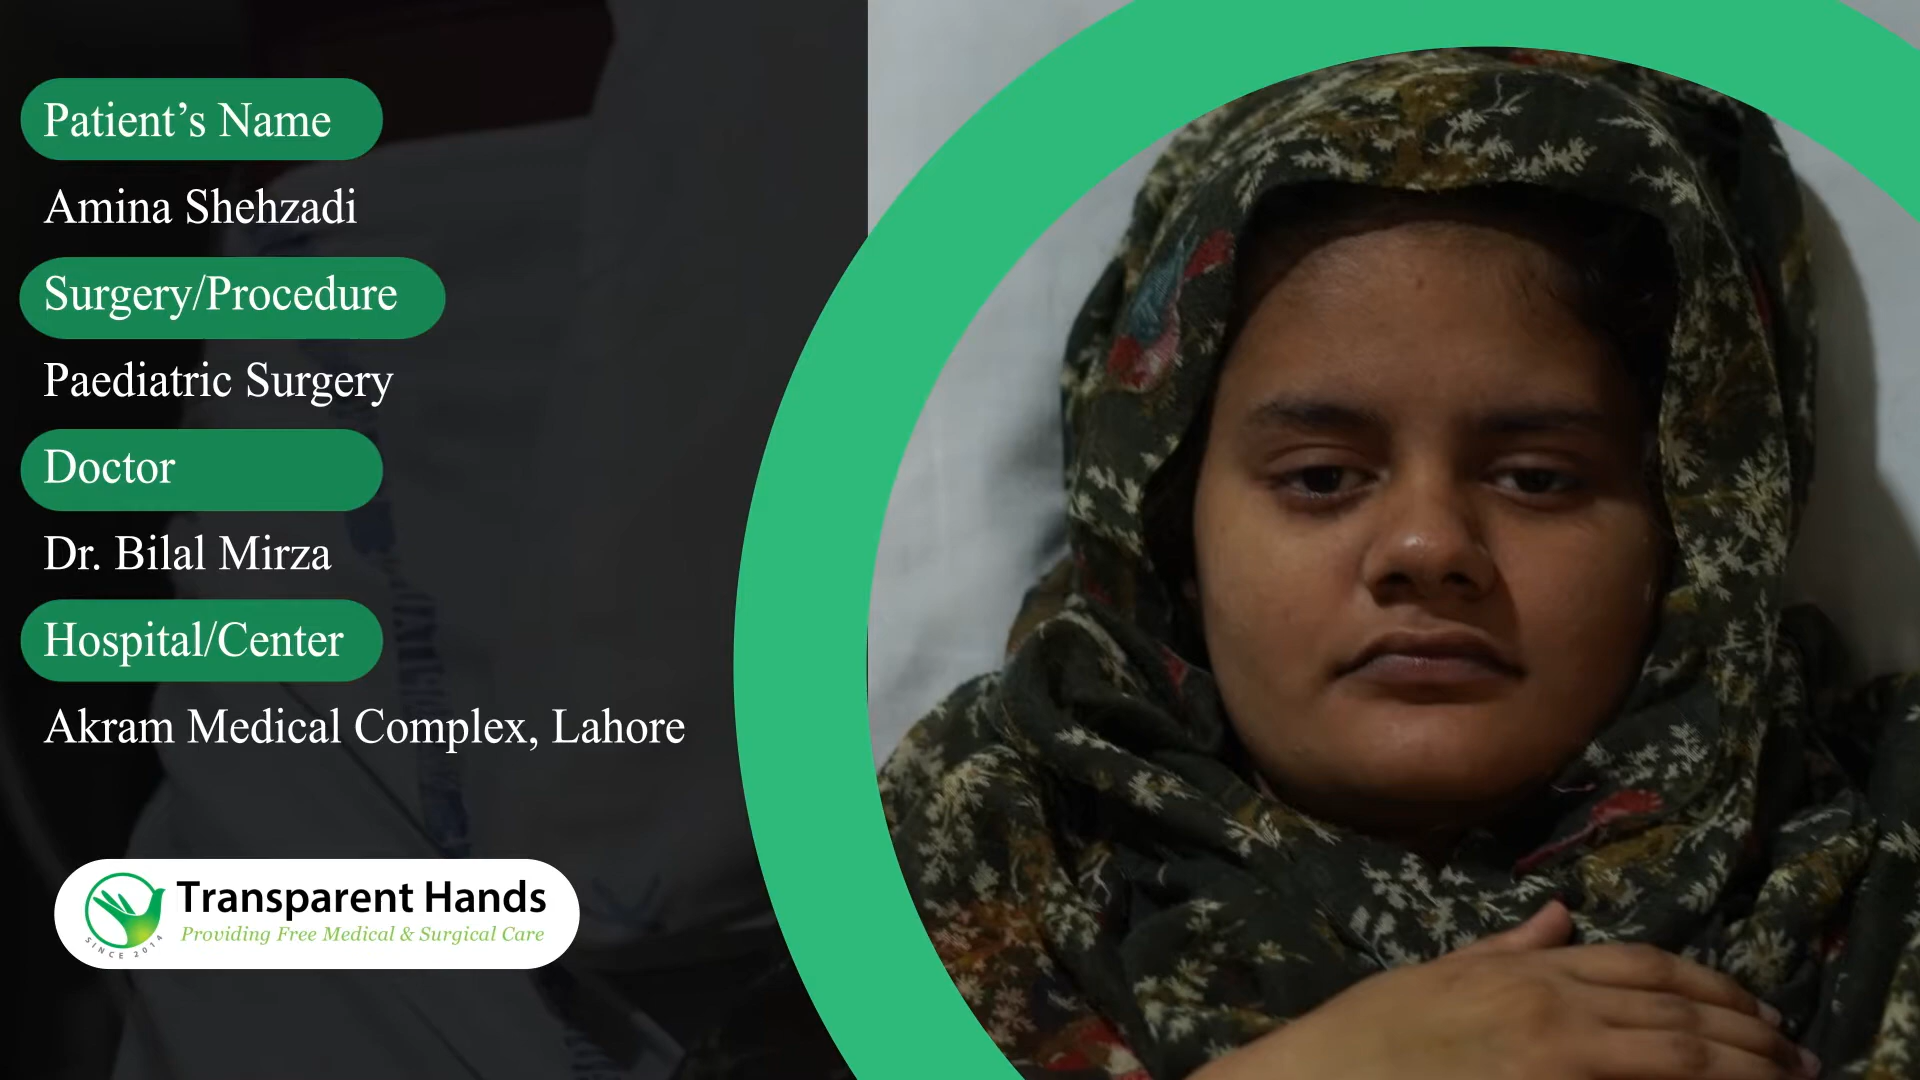 Patient’s Name
Amina Shehzadi
Surgery/Procedure
Paediatric Surgery
Doctor
Dr. Bilal Mirza
Hospital/Center
Akram Medical Complex, Lahore
Transparent Hands
Providing Free Medical & Surgical Care
SINCE 2014